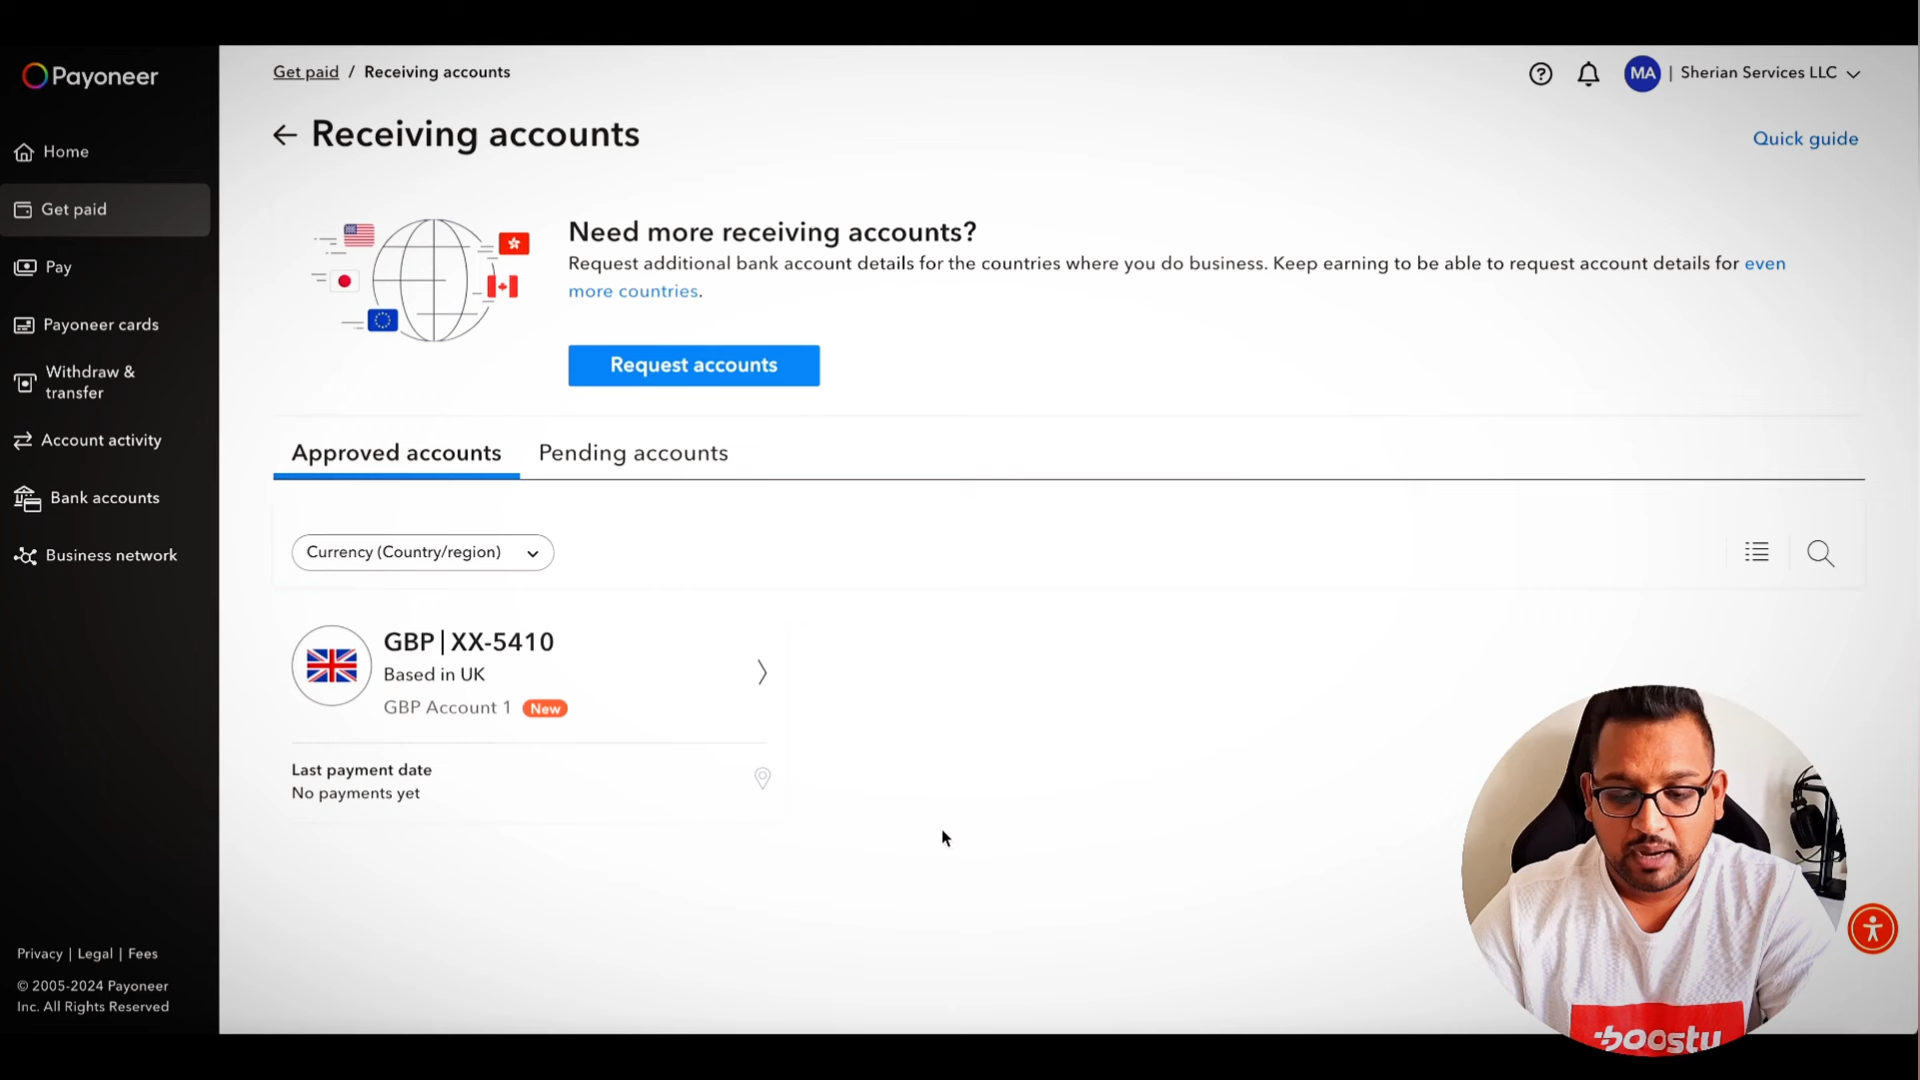 Payoneer
Home
Get paid
Pay
Payoneer cards
Withdraw &
transfer
Account activity
Bank accounts
Business network
Privacy | Legal | Fees
© 2005-2024 Payoneer
Inc. All Rights Reserved
Get paid / Receiving accounts
MA | Sherian Services LLC
Receiving accounts
Quick guide
Need more receiving accounts?
Request additional bank account details for the countries where you do business. Keep earning to be able to request account details for even
more countries.
Request accounts
Approved accounts Pending accounts
Currency (Country/region)
GBP | XX-5410
Based in UK
GBP Account 1 New
Last payment date
No payments yet
boostu